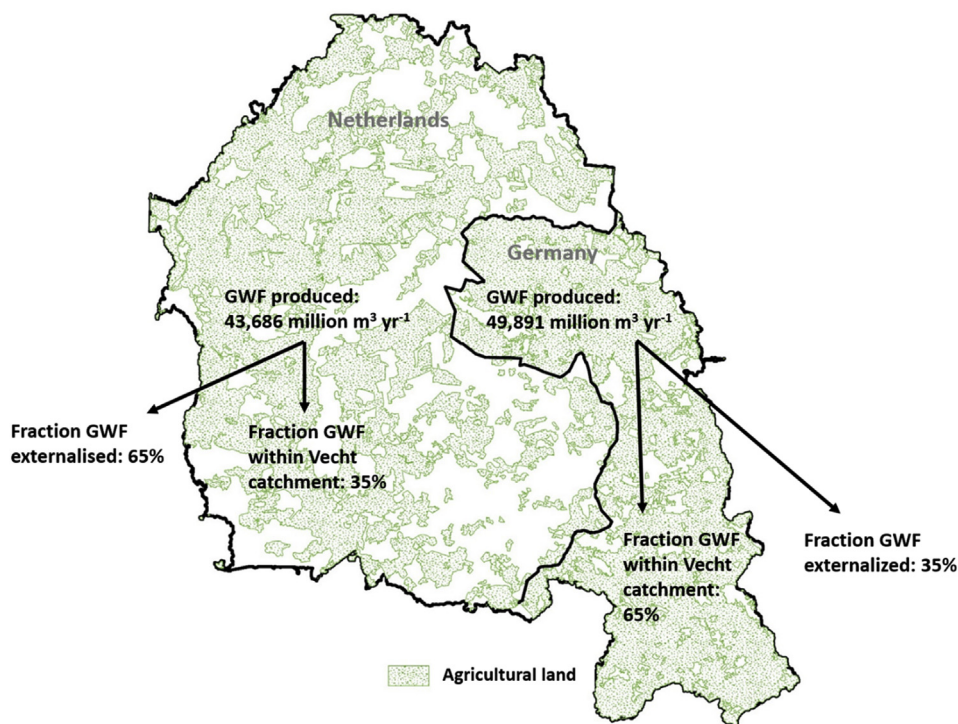 Netherlands
Germany
GWF produced:
43,686 million m³ yr⁻¹
GWF produced:
49,891 million m³ yr⁻¹
Fraction GWF
externalised: 65%
Fraction GWF
within Vecht
catchment: 35%
Fraction GWF
within Vecht
catchment:
65%
Fraction GWF
externalized: 35%
Agricultural land